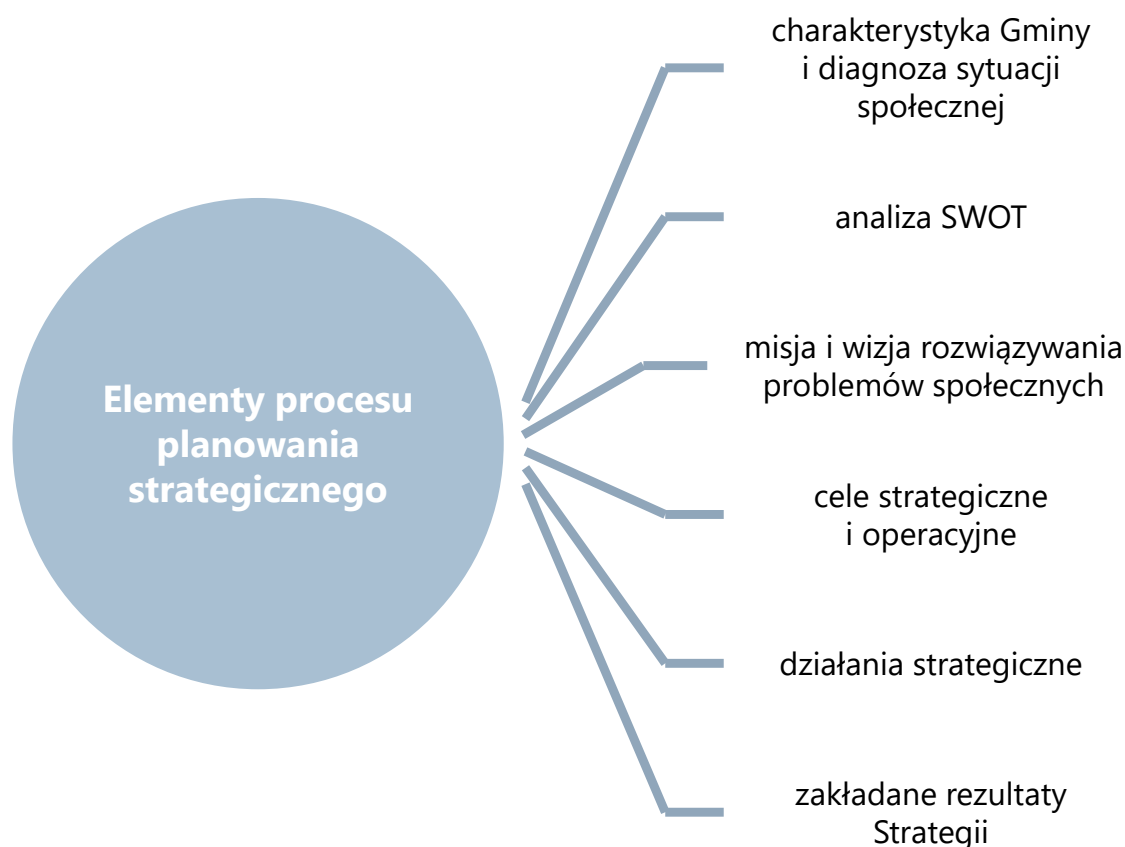 charakterystyka Gminy
i diagnoza sytuacji
społecznej
analiza SWOT
misja i wizja rozwiązywania
problemów społecznych
Elementy procesu
planowania
strategicznego
cele strategiczne
i operacyjne
działania strategiczne
zakładane rezultaty
Strategii